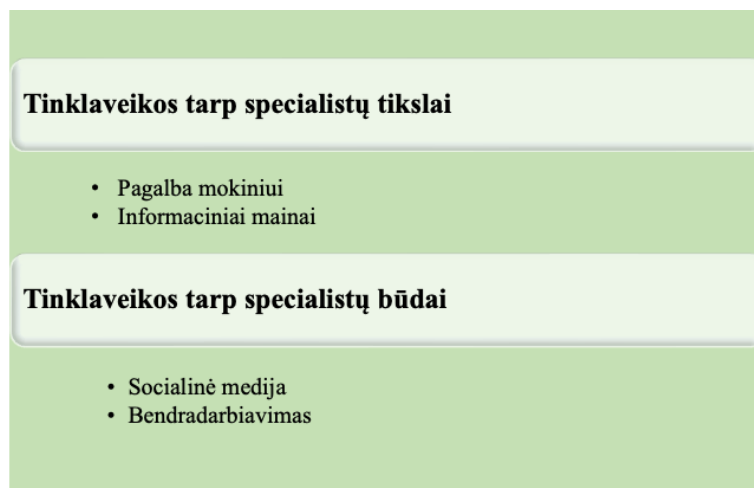 Tinklaveikos tarp specialistų tikslai
• Pagalba mokiniui
• Informaciniai mainai
Tinklaveikos tarp specialistų būdai
• Socialinė medija
• Bendradarbiavimas